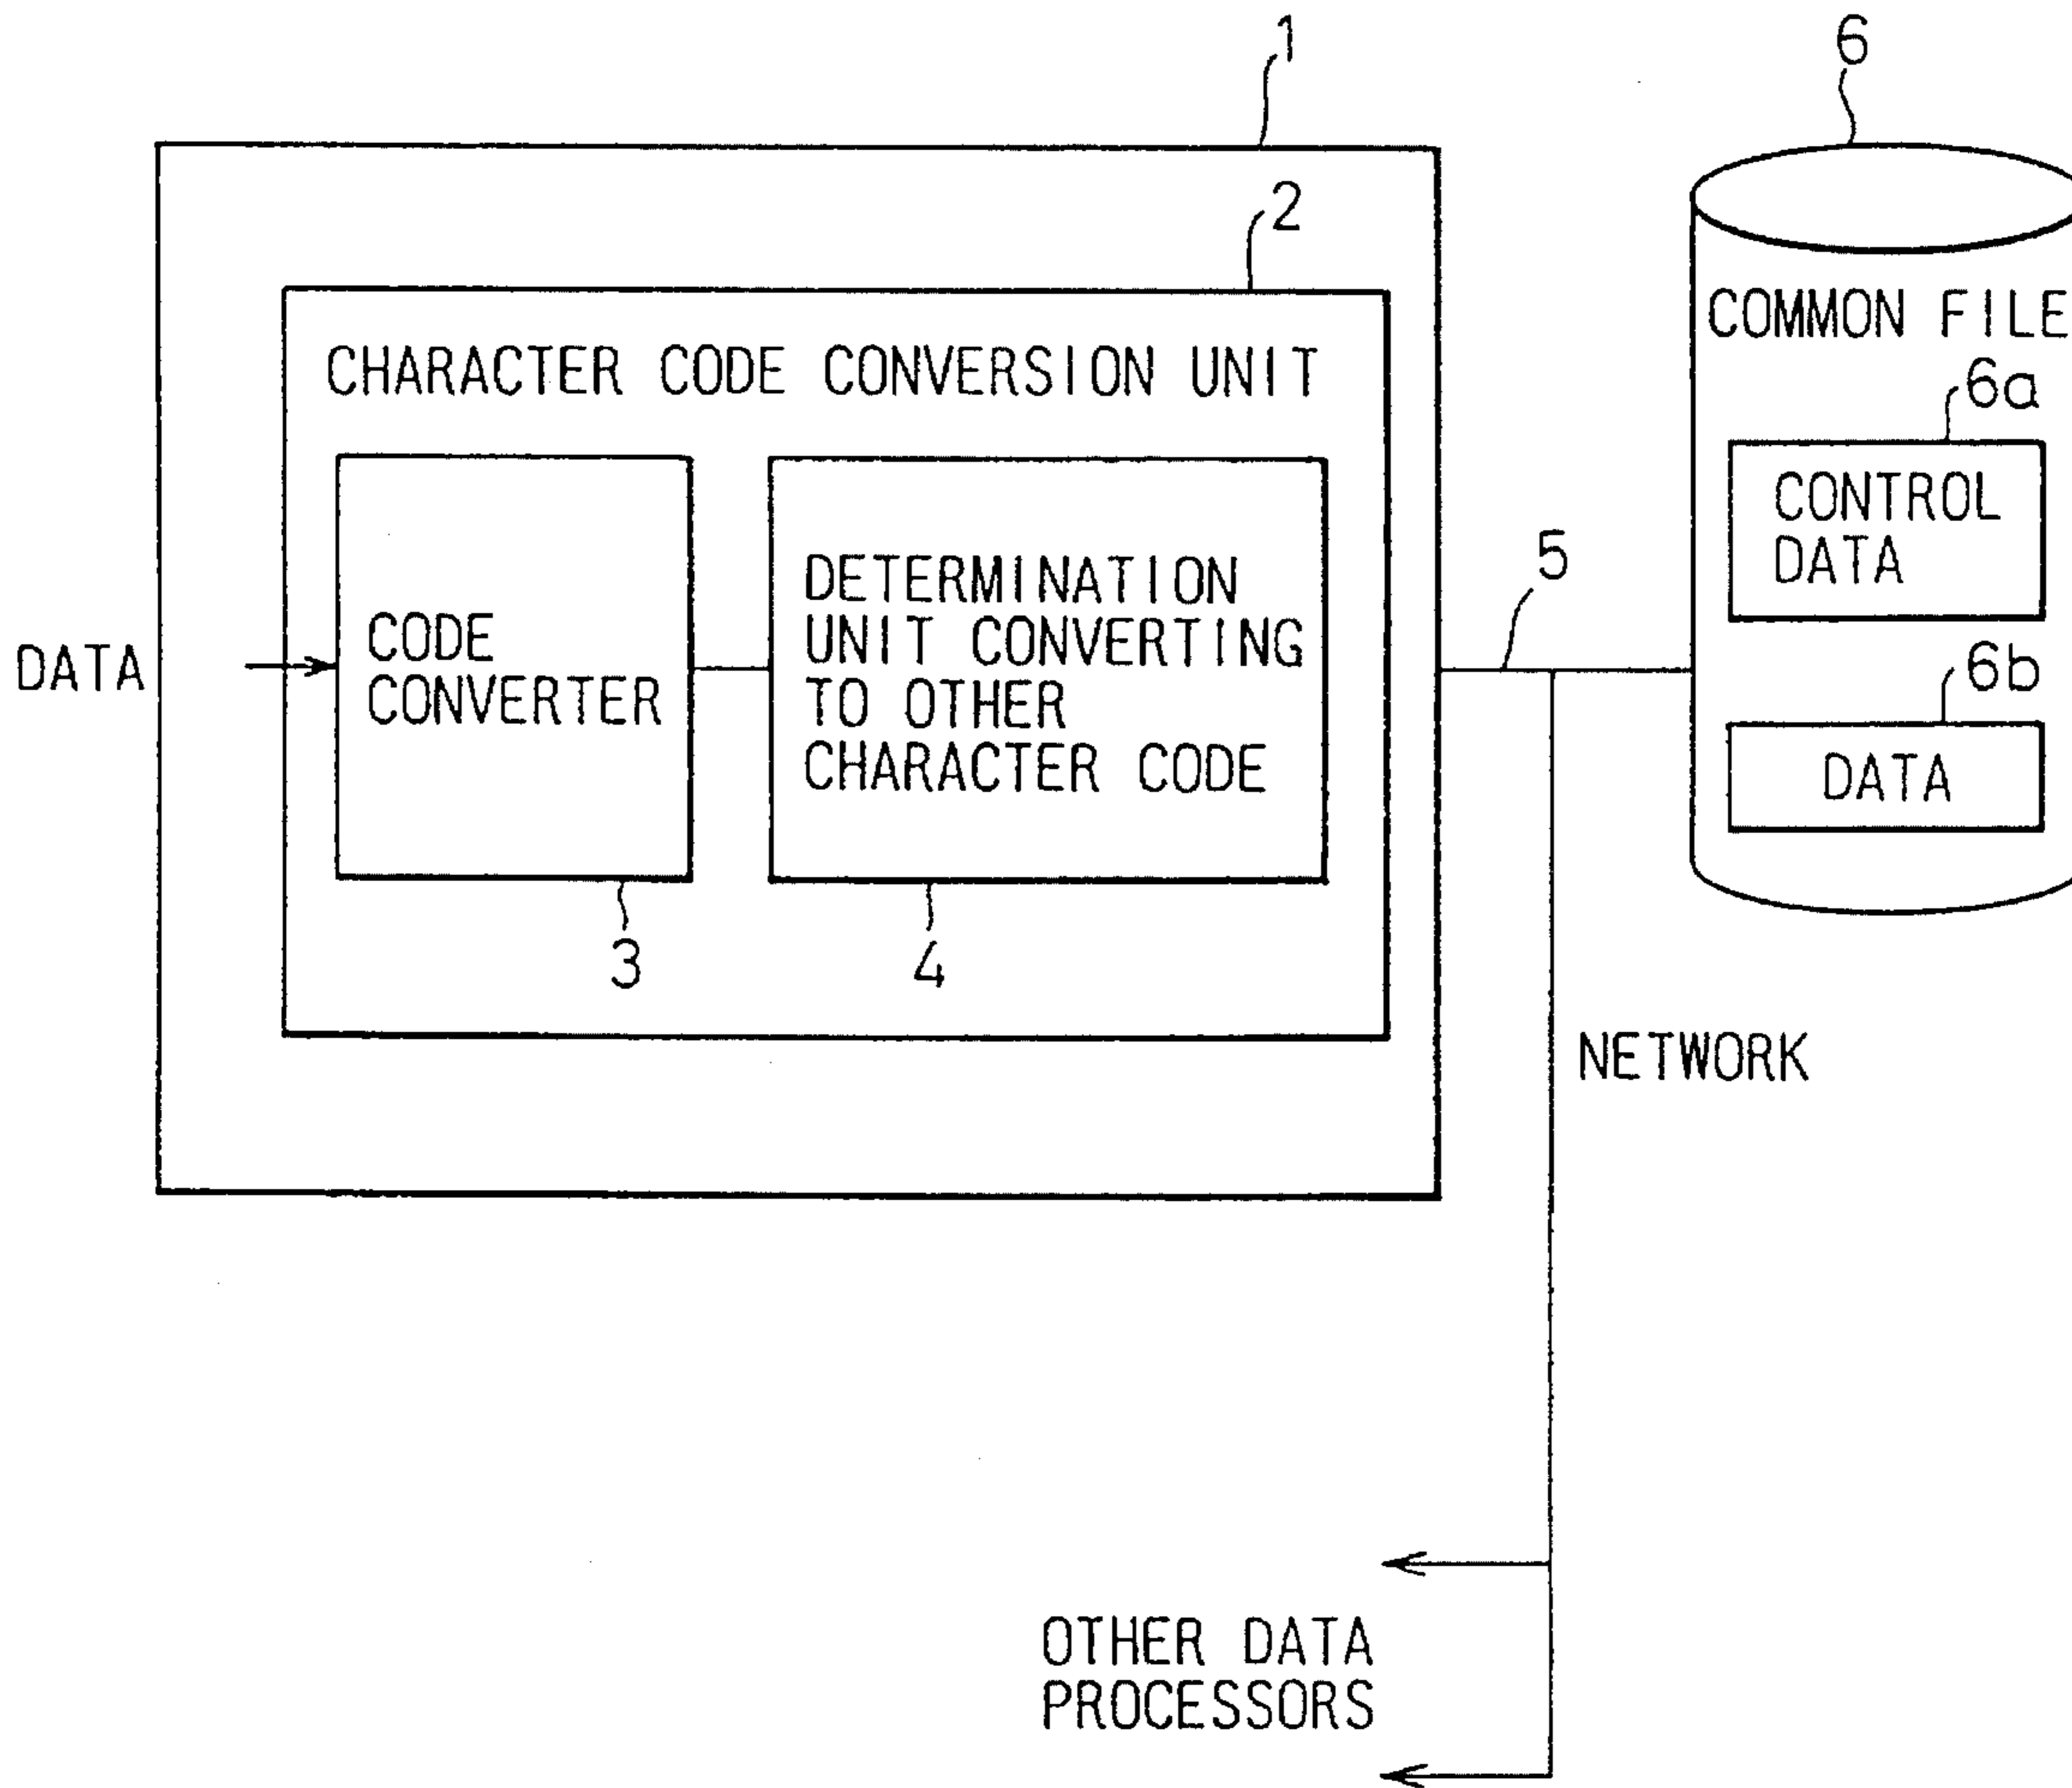 1
6
2
COMMON FILE
CHARACTER CODE CONVERSION UNIT
6a
CONTROL
DATA
5
DETERMINATION
UNIT CONVERTING
TO OTHER
CHARACTER CODE
CODE
CONVERTER
DATA
6b
DATA
3
4
NETWORK
OTHER DATA
PROCESSORS